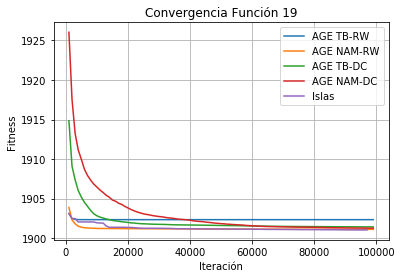 Convergencia Función 19
Fitness
1925
1920
1915
1910
1905
1900
AGE TB-RW
AGE NAM-RW
AGE TB-DC
AGE NAM-DC
Islas
0 20000 40000 60000 80000 100000
Iteración